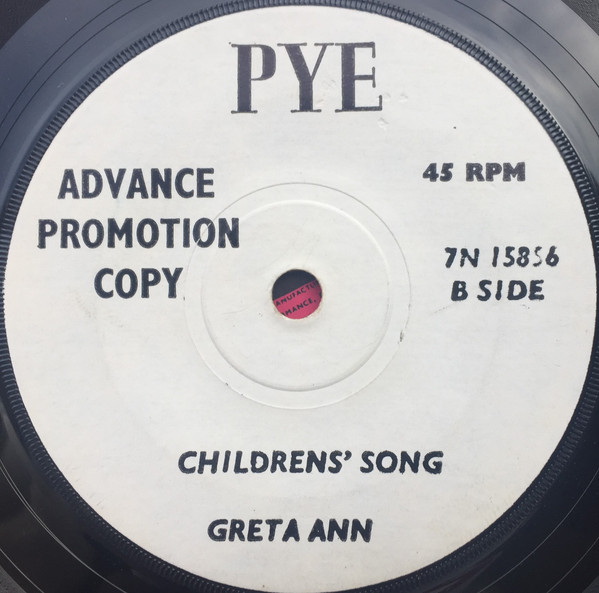 PYE
ADVANCE
PROMOTION
COPY
45 RPM
7N 15856
B SIDE
CHILDRENS' SONG
GRETA ANN